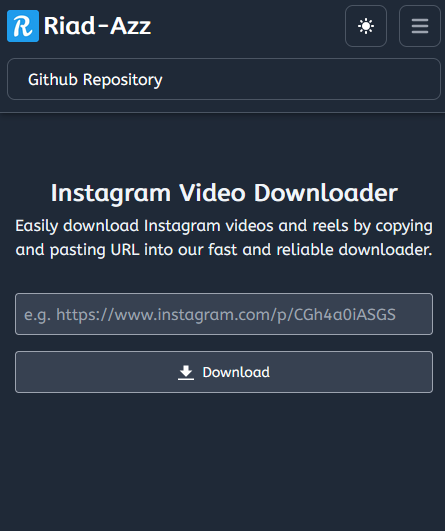 R Riad-Azz
Github Repository
Instagram Video Downloader
Easily download Instagram videos and reels by copying
and pasting URL into our fast and reliable downloader.
e.g. https://www.instagram.com/p/CGh4a0iASGS
Download